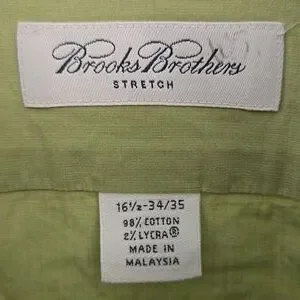 Brooks Brothers
STRETCH
16½-34/35
98% COTTON
2% LYCRA®
MADE IN
MALAYSIA